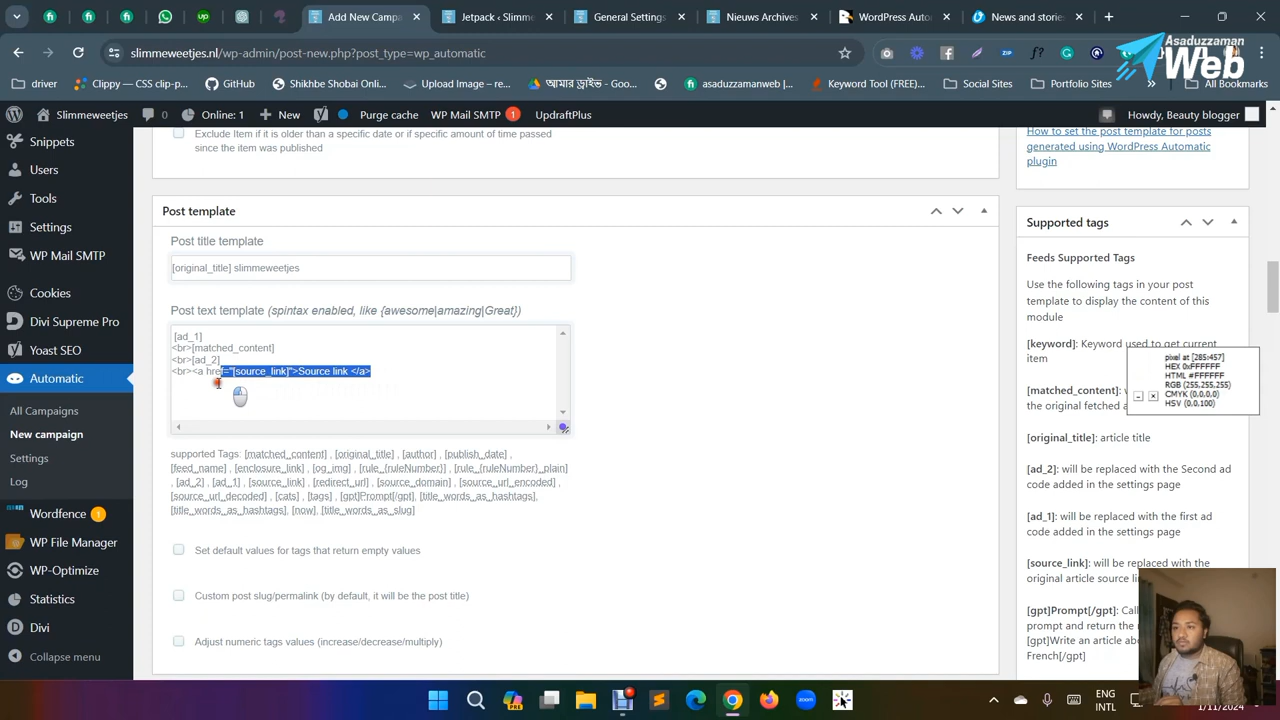 Add New Campa
Jetpack ‹ Slimme
General Settings
Nieuws Archives
WordPress Auto
News and stories
slimmeweetjes.nl/wp-admin/post-new.php?post_type=wp_automatic
Asaduzzaman
Web
driver
Clippy — CSS clip-p
GitHub
Shikhbe Shobai Onl...
Upload Image - re...
আমার ড্রাইভ - Goo...
asaduzzamanweb |...
Keyword Tool (FREE)...
Social Media
Portfolio Sites
All Bookmarks
Slimmeweetjes
0
Online: 1
Purge cache
WP Mail SMTP 1
UpdraftPlus
Howdy, Beauty blogger
Snippets
Users
Tools
Settings
WP Mail SMTP
Cookies
Divi Supreme Pro
Yoast SEO
Automatic
All Campaigns
New campaign
Settings
Log
Wordfence 1
WP File Manager
WP-Optimize
Statistics
Divi
Collapse menu
Exclude Item if it is older than a specific date or if specific amount of time passed
since the item was published
Post template
Post title template
[original_title] slimmeweetjes
Post text template (spintax enabled, like {awesome|amazing|Great})
[ad_1]
<br>[matched_content]
<br>[ad_2]
<br><a href="[source_link]">Source link </a>
supported Tags: [matched_content] , [original_title] , [author] , [publish_date] ,
[feed_name] , [enclosure_link] , [og_img] , [rule_{ruleNumber}] , [rule_{ruleNumber}_plain]
, [ad_2] , [ad_1] , [source_link] , [redirect_url] , [source_domain] , [source_url_encoded] ,
[source_url_decoded] , [cats] , [tags] , [gpt]Prompt[/gpt] , [title_words_as_hashtags],
[title_words_as_hashtags], [now], [title_words_as_slug]
Set default values for tags that return empty values
Custom post slug/permalink (by default, it will be the post title)
Adjust numeric tags values (increase/decrease/multiply)
How to set the post template for posts
generated using WordPress Automatic
plugin
Supported tags
Feeds Supported Tags
Use the following tags in your post
template to display the content of this
module
[keyword]: Keyword used to get current
item
[matched_content]:
the original fetched
[original_title]: article title
[ad_2]: will be replaced with the Second ad
code added in the settings page
[ad_1]: will be replaced with the first ad
code added in the settings page
[source_link]: will be replaced with the
original article source
[gpt]Prompt[/gpt]:
prompt and return the
[gpt]Write an article
French[/gpt]
pixel at [285:457]
HEX 0xFFFFFF
HTML #FFFFFF
RGB (255,255,255)
CMYK (0,0,0,0)
HSV (0,0,100)
zoom
ENG
INTL
1/11/2024